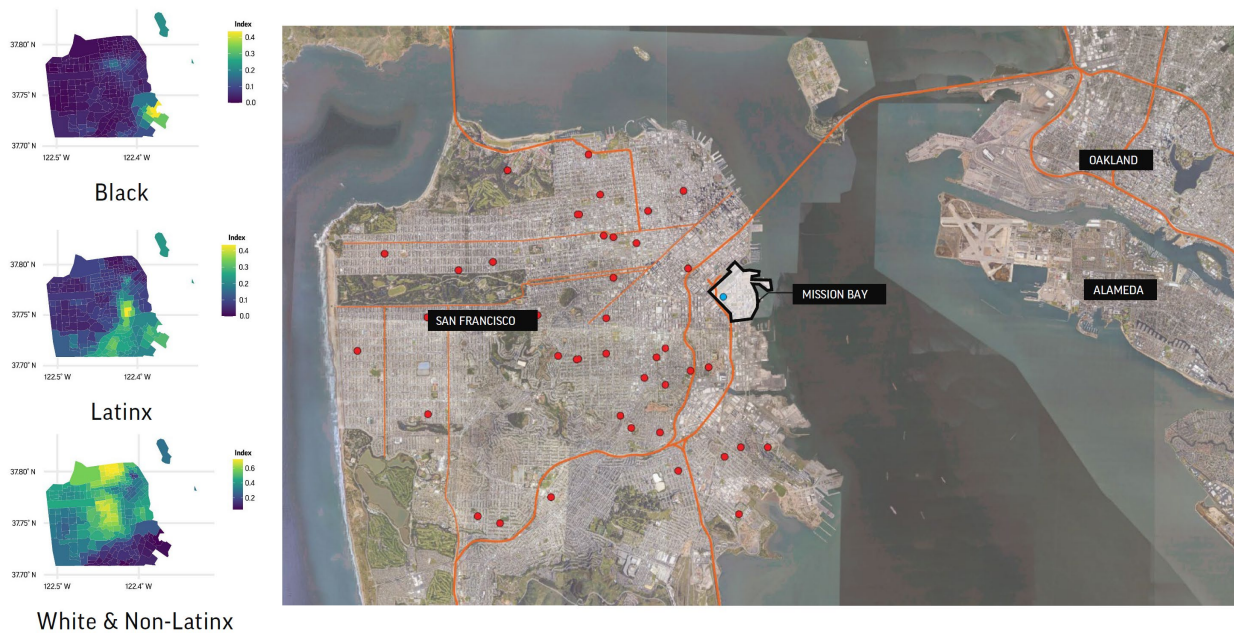 Index
0.4
0.3
0.2
0.1
0.0
37.80° N
37.75° N
37.70° N
122.5° W
122.4° W
Black
Index
0.4
0.3
0.2
0.1
0.0
37.80° N
37.75° N
37.70° N
122.5° W
122.4° W
Latinx
Index
0.6
0.4
0.2
37.80° N
37.75° N
37.70° N
122.5° W
122.4° W
White & Non-Latinx
OAKLAND
ALAMEDA
MISSION BAY
SAN FRANCISCO